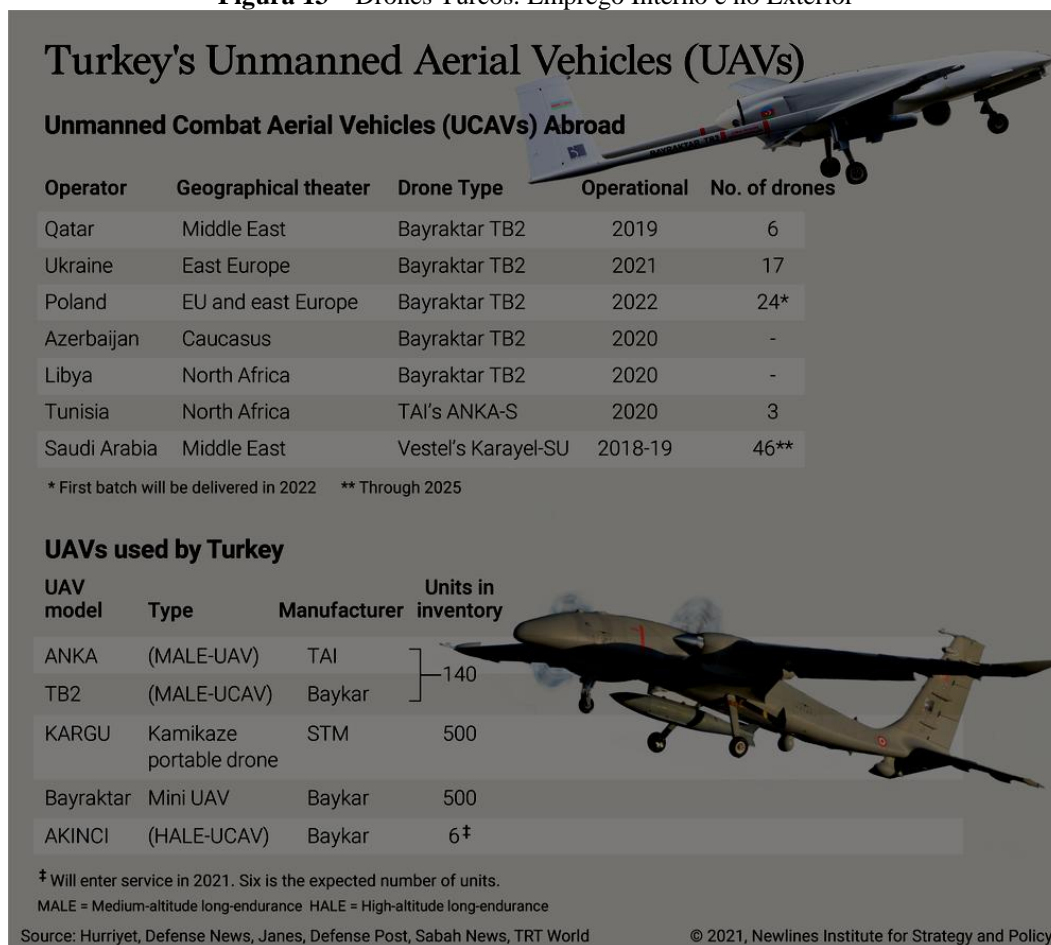 Figura 15 – Drones Turcos: Emprego Interno e no Exterior
Turkey's Unmanned Aerial Vehicles (UAVs)
Unmanned Combat Aerial Vehicles (UCAVs) Abroad
BAYRAKTAR TB2
Operator Geographical theater Drone Type Operational No. of drones
Qatar Middle East Bayraktar TB2 2019 6
Ukraine East Europe Bayraktar TB2 2021 17
Poland EU and east Europe Bayraktar TB2 2022 24*
Azerbaijan Caucasus Bayraktar TB2 2020 -
Libya North Africa Bayraktar TB2 2020 -
Tunisia North Africa TAI's ANKA-S 2020 3
Saudi Arabia Middle East Vestel's Karayel-SU 2018-19 46**
* First batch will be delivered in 2022 ** Through 2025
UAVs used by Turkey
UAV model Type Manufacturer Units in inventory
ANKA (MALE-UAV) TAI
140
TB2 (MALE-UCAV) Baykar
KARGU Kamikaze STM 500
portable drone
Bayraktar Mini UAV Baykar 500
AKINCI (HALE-UCAV) Baykar 6‡
‡ Will enter service in 2021. Six is the expected number of units.
MALE = Medium-altitude long-endurance HALE = High-altitude long-endurance
Source: Hurriyet, Defense News, Janes, Defense Post, Sabah News, TRT World © 2021, Newlines Institute for Strategy and Policy